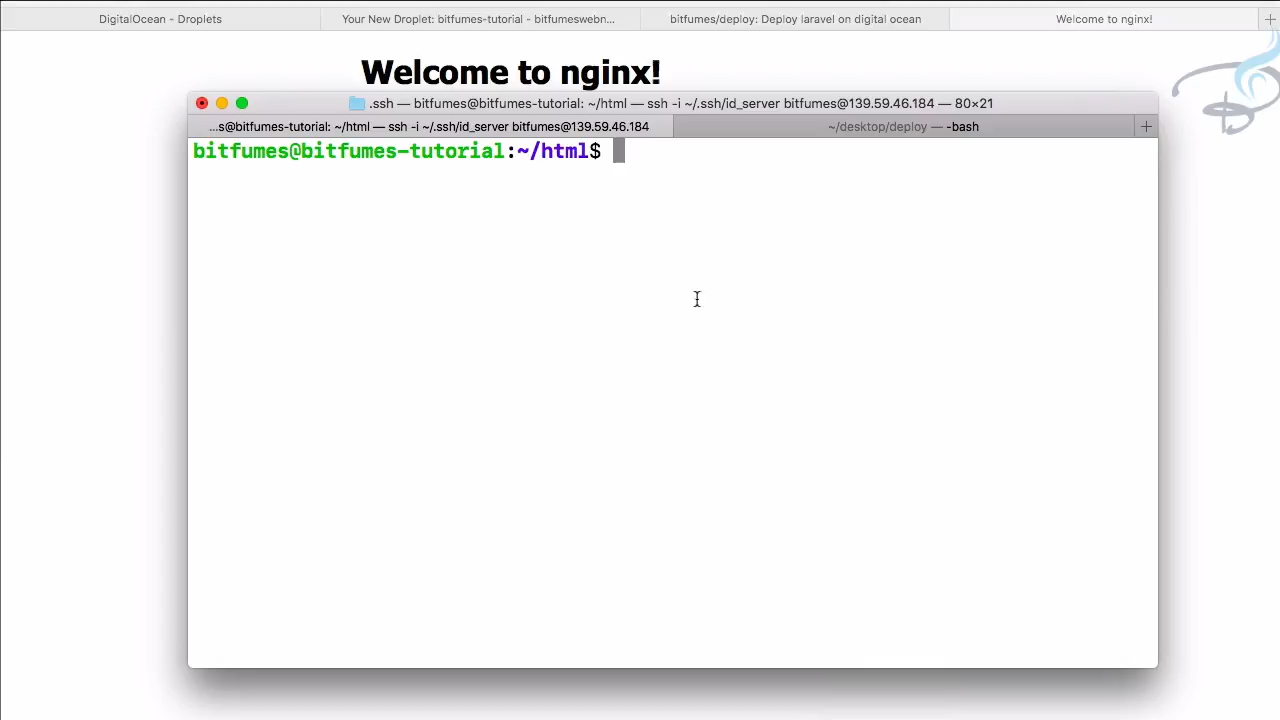 DigitalOcean - Droplets
Your New Droplet: bitfumes-tutorial - bitfumeswebn...
bitfumes/deploy: Deploy laravel on digital ocean
Welcome to nginx!
Welcome to nginx!
.ssh — bitfumes@bitfumes-tutorial: ~/html — ssh -i ~/.ssh/id_server bitfumes@139.59.46.184 — 80×21
...s@bitfumes-tutorial: ~/html — ssh -i ~/.ssh/id_server bitfumes@139.59.46.184
~/desktop/deploy — -bash
bitfumes@bitfumes-tutorial:~/html$